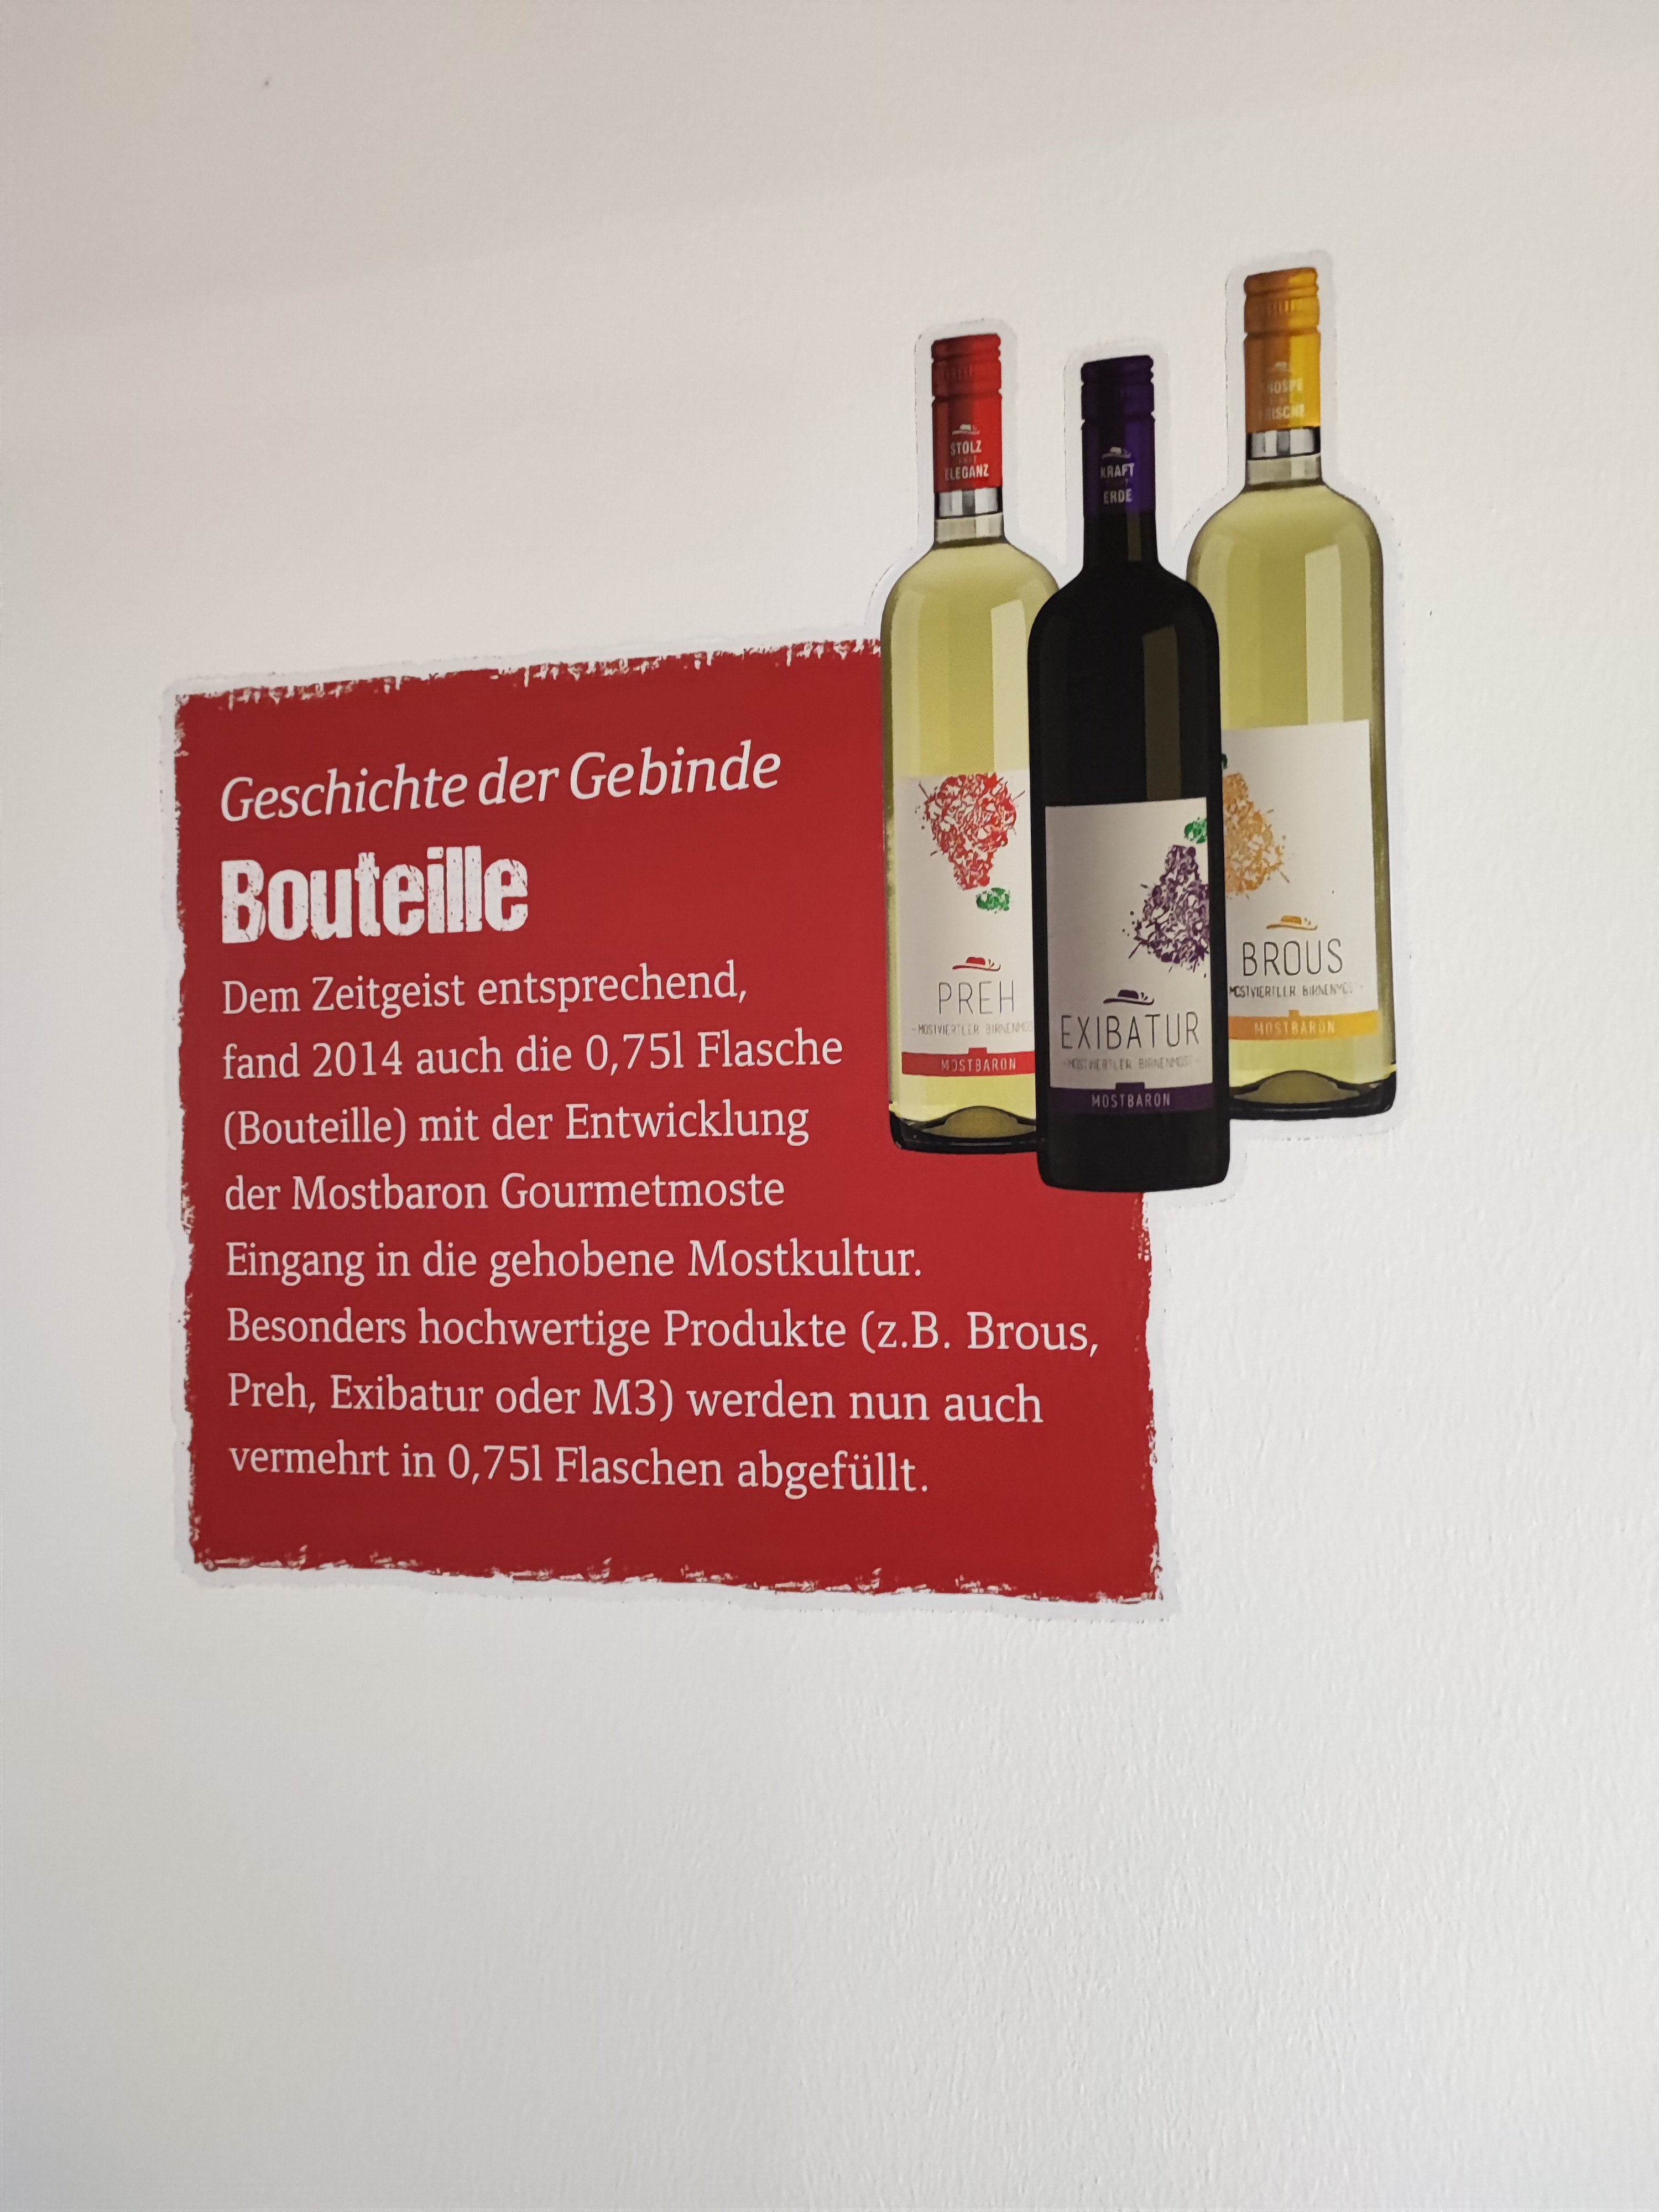 Geschichte der Gebinde
Bouteille
Dem Zeitgeist entsprechend,
fand 2014 auch die 0,75l Flasche
(Bouteille) mit der Entwicklung
der Mostbaron Gourmetmoste
Eingang in die gehobene Mostkultur.
Besonders hochwertige Produkte (z.B. Brous,
Preh, Exibatur oder M3) werden nun auch
vermehrt in 0,75l Flaschen abgefüllt.
STOLZ
ELEGANZ
PREH
MOSTVIERTLER
MOSTBARON
KRAFT
ERDE
EXIBATUR
MOSTVIERTLER BIRNENMOST
MOSTBARON
BROUS
MOSTVIERTLER
MOSTBARON